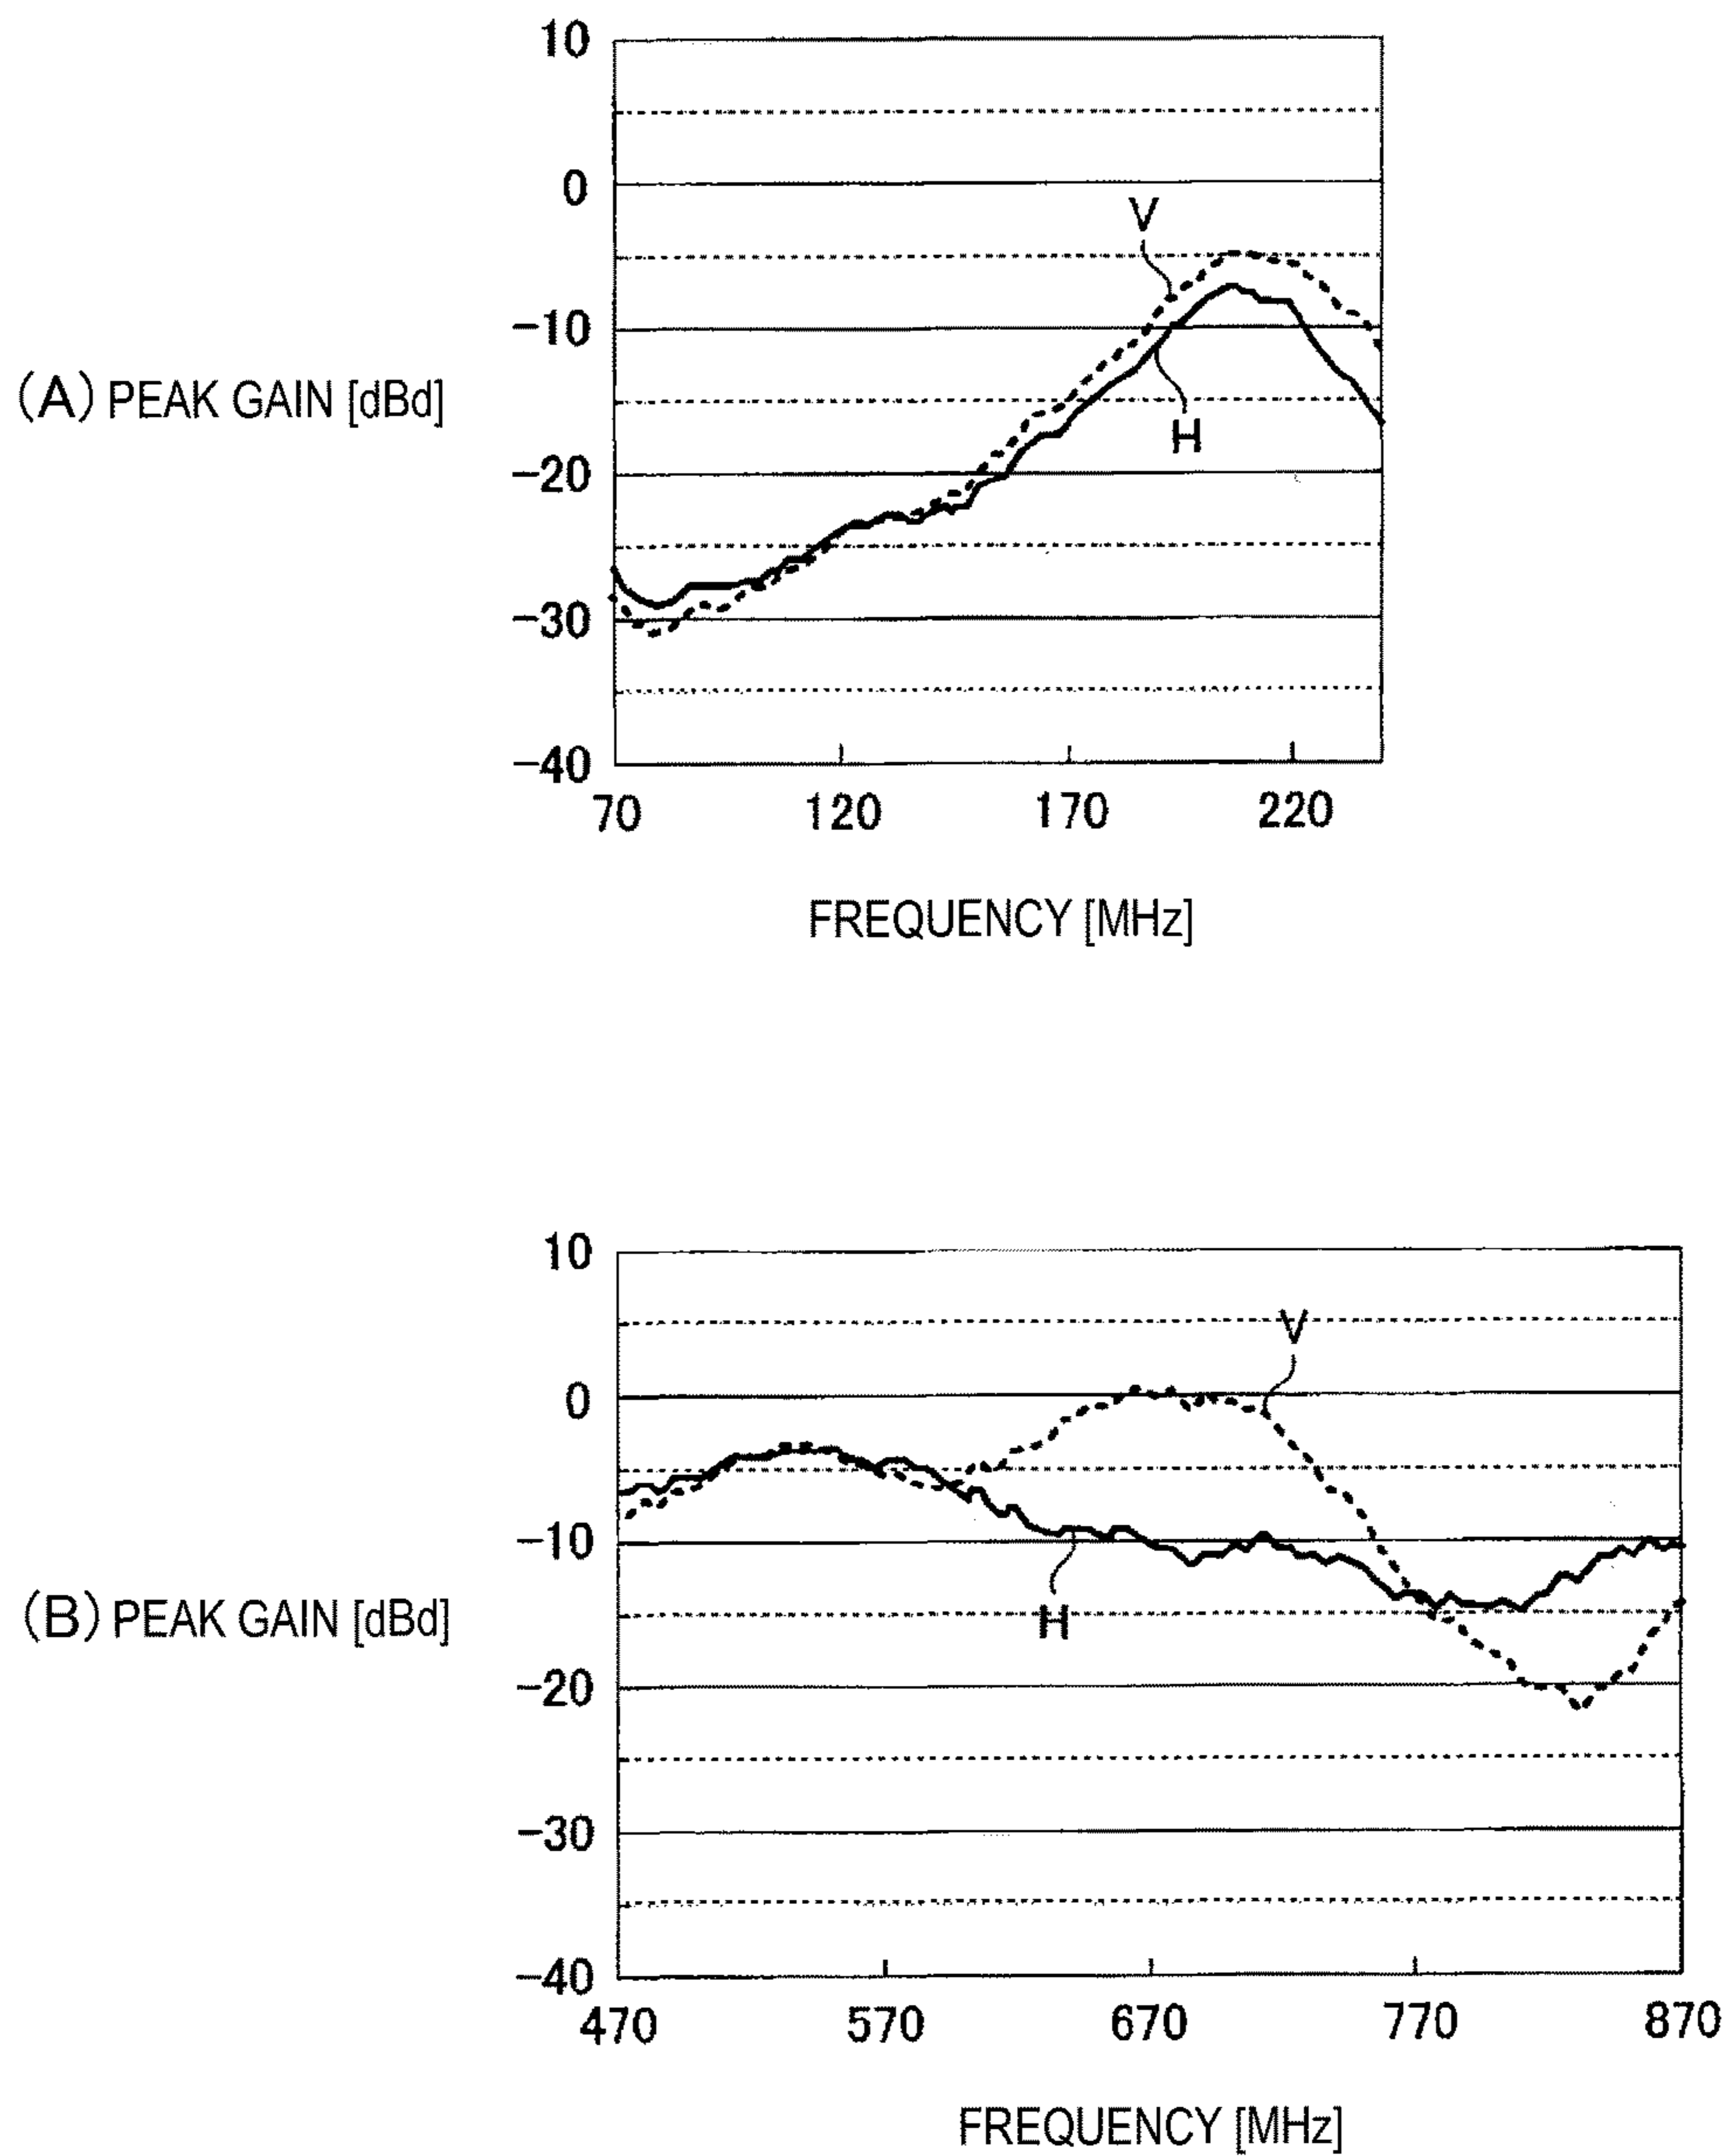 10
0
V
-10
(A) PEAK GAIN [dBd]
H
-20
-30
-40
70 120 170 220
FREQUENCY [MHz]
10
V
0
-10
(B) PEAK GAIN [dBd]
H
-20
-30
-40
470 570 670 770 870
FREQUENCY [MHz]